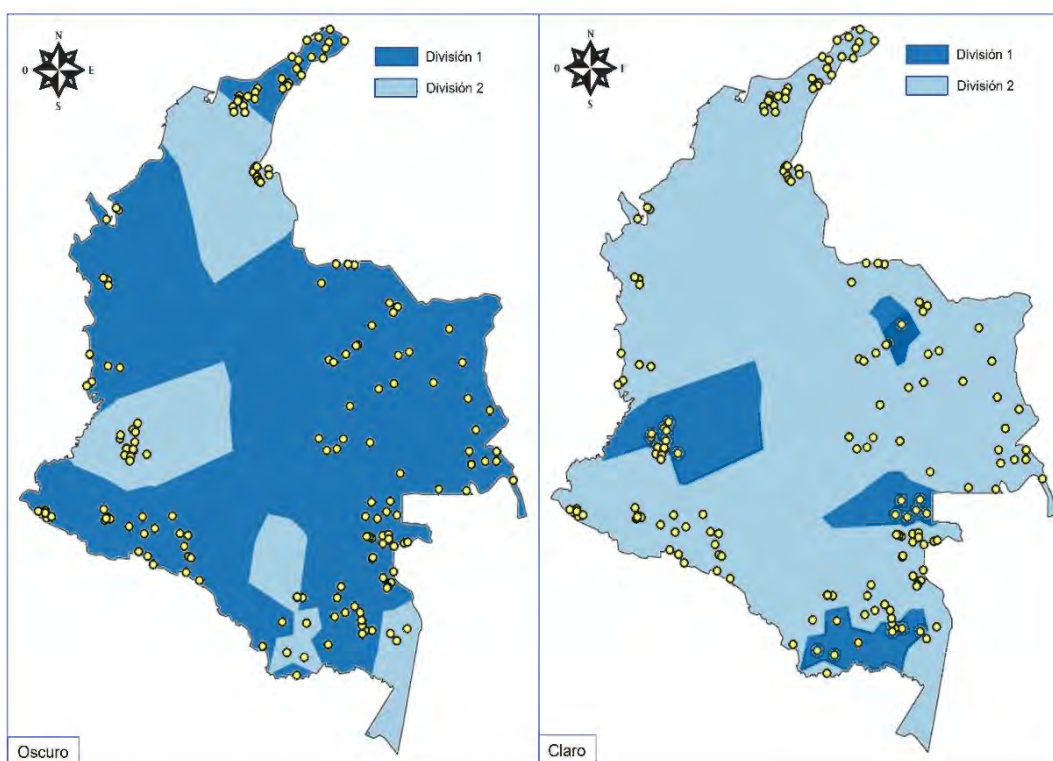 N
O E
S
División 1
División 2
Oscuro
N
O E
S
División 1
División 2
Claro